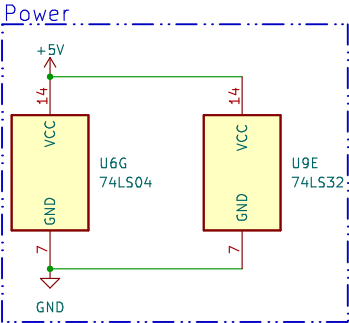 Power
+5V
14
14
VCC
VCC
U6G
74LS04
U9E
74LS32
GND
GND
7
7
GND